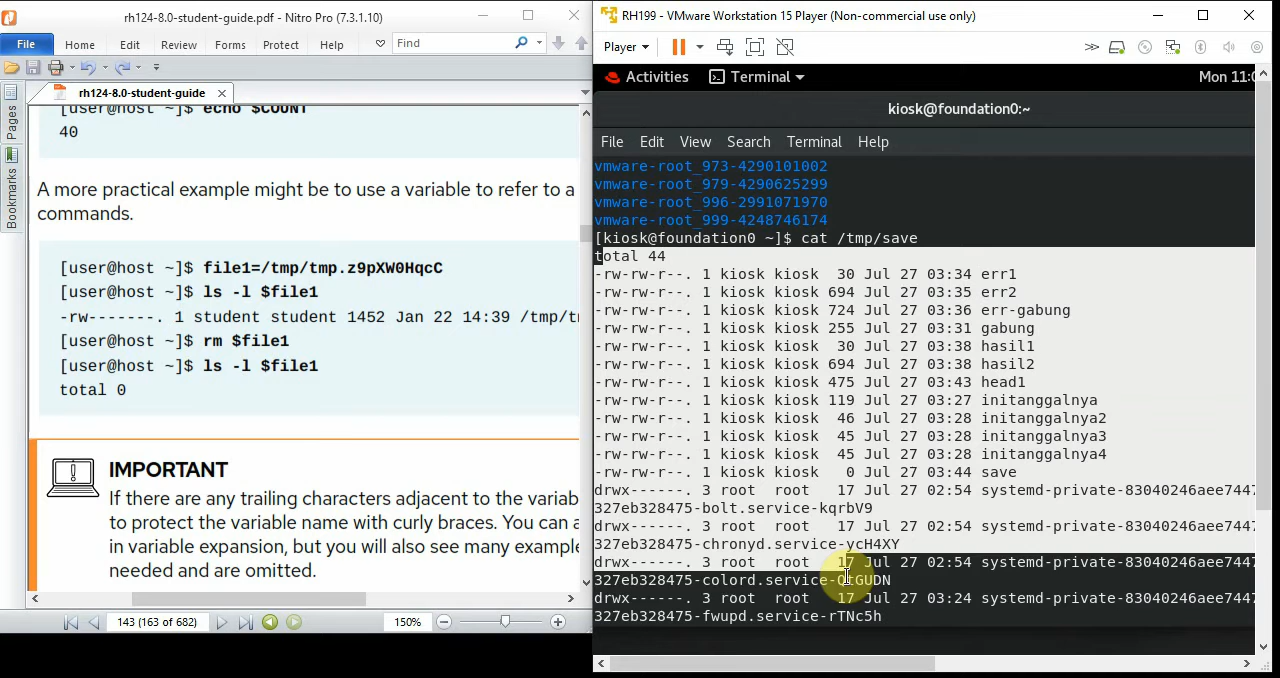 rh124-8.0-student-guide.pdf - Nitro Pro (7.3.1.10)
File Home Edit Review Forms Protect Help Find
rh124-8.0-student-guide
Pages
Bookmarks
[user@host ~]$ echo $COUNT
40
A more practical example might be to use a variable to refer to a
commands.
[user@host ~]$ file1=/tmp/tmp.z9pXW0HqcC
[user@host ~]$ ls -l $file1
-rw-------. 1 student student 1452 Jan 22 14:39 /tmp/t
[user@host ~]$ rm $file1
[user@host ~]$ ls -l $file1
total 0
IMPORTANT
If there are any trailing characters adjacent to the variab
to protect the variable name with curly braces. You can a
in variable expansion, but you will also see many example
needed and are omitted.
143 (163 of 682) 150%
RH199 - VMware Workstation 15 Player (Non-commercial use only)
Player
Activities Terminal Mon 11:0
kiosk@foundation0:~
File Edit View Search Terminal Help
vmware-root_973-4290101002
vmware-root_979-4290625299
vmware-root_996-2991071970
vmware-root_999-4248746174
[kiosk@foundation0 ~]$ cat /tmp/save
total 44
-rw-rw-r--. 1 kiosk kiosk 30 Jul 27 03:34 err1
-rw-rw-r--. 1 kiosk kiosk 694 Jul 27 03:35 err2
-rw-rw-r--. 1 kiosk kiosk 724 Jul 27 03:36 err-gabung
-rw-rw-r--. 1 kiosk kiosk 255 Jul 27 03:31 gabung
-rw-rw-r--. 1 kiosk kiosk 30 Jul 27 03:38 hasil1
-rw-rw-r--. 1 kiosk kiosk 694 Jul 27 03:38 hasil2
-rw-rw-r--. 1 kiosk kiosk 475 Jul 27 03:43 head1
-rw-rw-r--. 1 kiosk kiosk 119 Jul 27 03:27 initanggalnya
-rw-rw-r--. 1 kiosk kiosk 46 Jul 27 03:28 initanggalnya2
-rw-rw-r--. 1 kiosk kiosk 45 Jul 27 03:28 initanggalnya3
-rw-rw-r--. 1 kiosk kiosk 45 Jul 27 03:28 initanggalnya4
-rw-rw-r--. 1 kiosk kiosk 0 Jul 27 03:44 save
drwx------. 3 root root 17 Jul 27 02:54 systemd-private-83040246aee7447
327eb328475-bolt.service-kqrbV9
drwx------. 3 root root 17 Jul 27 02:54 systemd-private-83040246aee7447
327eb328475-chronyd.service-ycH4XY
drwx------. 3 root root 17 Jul 27 02:54 systemd-private-83040246aee7447
327eb328475-colord.service-
drwx------. 3 root root 17 Jul 27 03:24 systemd-private-83040246aee7447
327eb328475-fwupd.service-rTNc5h